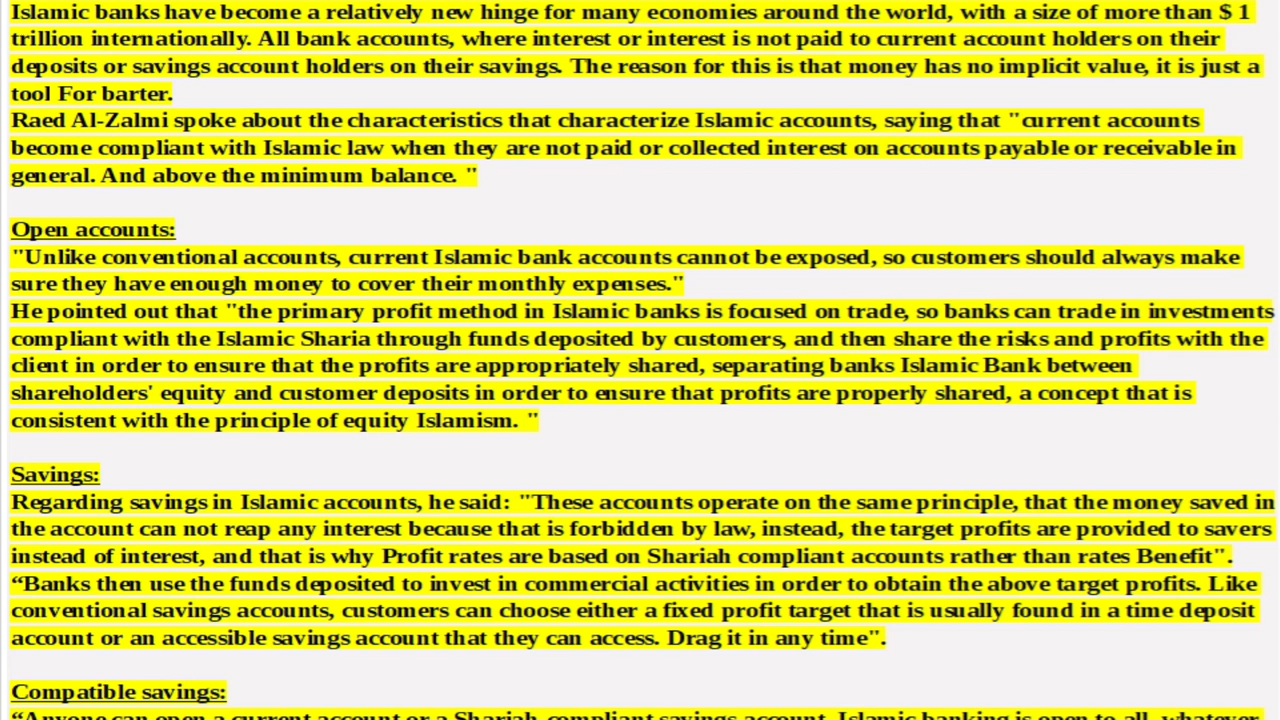 Islamic banks have become a relatively new hinge for many economies around the world, with a size of more than $ 1
trillion internationally. All bank accounts, where interest or interest is not paid to current account holders on their
deposits or savings account holders on their savings. The reason for this is that money has no implicit value, it is just a
tool For barter.
Raed Al-Zalmi spoke about the characteristics that characterize Islamic accounts, saying that "current accounts
become compliant with Islamic law when they are not paid or collected interest on accounts payable or receivable in
general. And above the minimum balance. "
Open accounts:
"Unlike conventional accounts, current Islamic bank accounts cannot be exposed, so customers should always make
sure they have enough money to cover their monthly expenses."
He pointed out that "the primary profit method in Islamic banks is focused on trade, so banks can trade in investments
compliant with the Islamic Sharia through funds deposited by customers, and then share the risks and profits with the
client in order to ensure that the profits are appropriately shared, separating banks Islamic Bank between
shareholders' equity and customer deposits in order to ensure that profits are properly shared, a concept that is
consistent with the principle of equity Islamism. "
Savings:
Regarding savings in Islamic accounts, he said: "These accounts operate on the same principle, that the money saved in
the account can not reap any interest because that is forbidden by law, instead, the target profits are provided to savers
instead of interest, and that is why Profit rates are based on Shariah compliant accounts rather than rates Benefit".
“Banks then use the funds deposited to invest in commercial activities in order to obtain the above target profits. Like
conventional savings accounts, customers can choose either a fixed profit target that is usually found in a time deposit
account or an accessible savings account that they can access. Drag it in any time".
Compatible savings:
“Anyone can open a current account or a Shariah-compliant savings account. Islamic banking is open to all, whatever